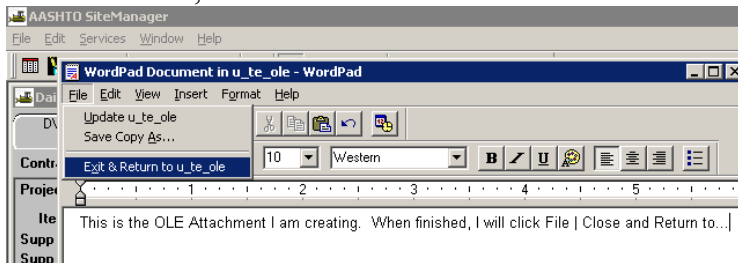 AASHTO SiteManager
File Edit Services Window Help
WordPad Document in u_te_ole - WordPad
Dai
File Edit View Insert Format Help
Update u_te_ole
Save Copy As...
Exit & Return to u_te_ole
10 Western B I U
Contr
Projec 1 2 3 4 5
Ite
This is the OLE Attachment I am creating. When finished, I will click File | Close and Return to...
Supp
Supp